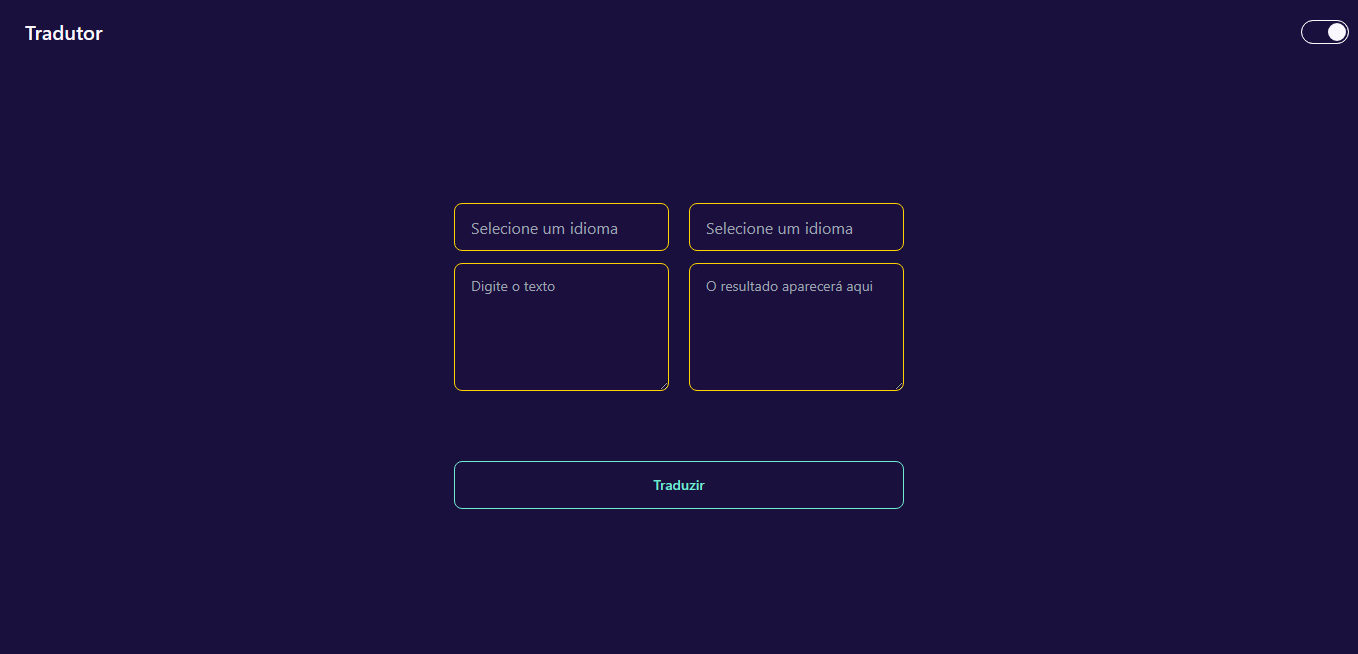 Tradutor
Selecione um idioma
Selecione um idioma
Digite o texto
O resultado aparecerá aqui
Traduzir